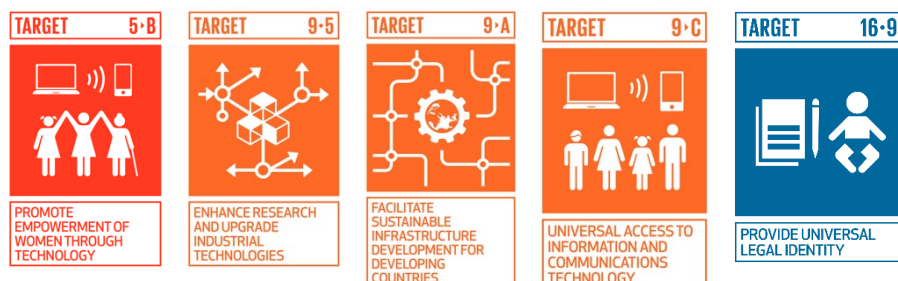 TARGET 5·B
PROMOTE
EMPOWERMENT OF
WOMEN THROUGH
TECHNOLOGY
TARGET 9·5
ENHANCE RESEARCH
AND UPGRADE
INDUSTRIAL
TECHNOLOGIES
TARGET 9·A
FACILITATE
SUSTAINABLE
INFRASTRUCTURE
DEVELOPMENT FOR
DEVELOPING
COUNTRIES
TARGET 9·C
UNIVERSAL ACCESS TO
INFORMATION AND
COMMUNICATIONS
TECHNOLOGY
TARGET 16·9
PROVIDE UNIVERSAL
LEGAL IDENTITY